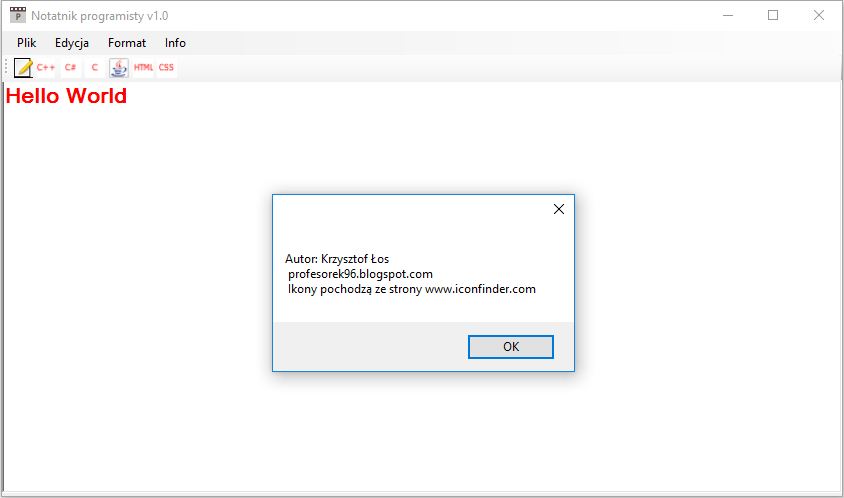 P
Notatnik programisty v1.0
Plik Edycja Format Info
C++ C# C HTML CSS
Hello World
Autor: Krzysztof Łos
profesorek96.blogspot.com
Ikony pochodzą ze strony www.iconfinder.com
OK